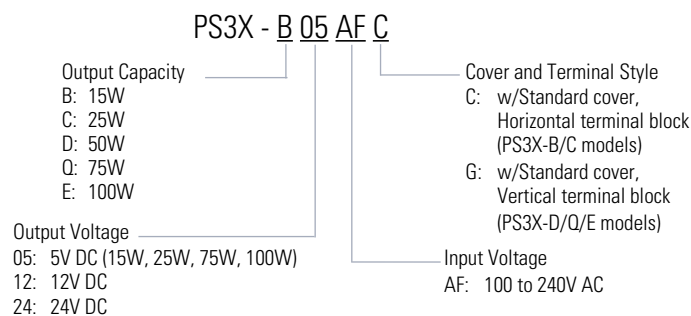 PS3X - B 05 AF C
Output Capacity
B: 15W
C: 25W
D: 50W
Q: 75W
E: 100W
Output Voltage
05: 5V DC (15W, 25W, 75W, 100W)
12: 12V DC
24: 24V DC
Cover and Terminal Style
C: w/Standard cover,
Horizontal terminal block
(PS3X-B/C models)
G: w/Standard cover,
Vertical terminal block
(PS3X-D/Q/E models)
Input Voltage
AF: 100 to 240V AC